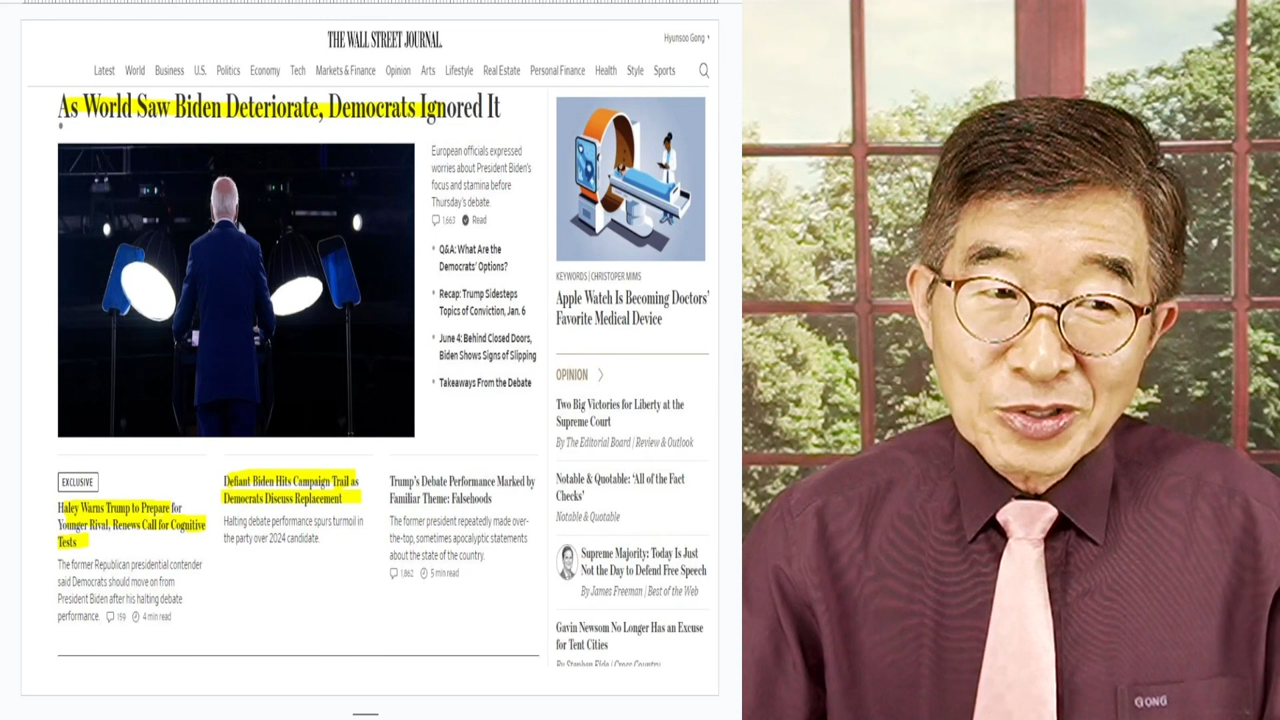 THE WALL STREET JOURNAL.
Hyunsoo Gong
Latest World Business U.S. Politics Economy Tech Markets & Finance Opinion Arts Lifestyle Real Estate Personal Finance Health Style Sports
As World Saw Biden Deteriorate, Democrats Ignored It
European officials expressed
worries about President Biden's
focus and stamina before
Thursday's debate.
1,663 Read
Q&A: What Are the
Democrats' Options?
Recap: Trump Sidesteps
Topics of Conviction, Jan. 6
June 4: Behind Closed Doors,
Biden Shows Signs of Slipping
Takeaways From the Debate
EXCLUSIVE
Haley Warns Trump to Prepare for
Younger Rival, Renews Call for Cognitive
Tests
The former Republican presidential contender
said Democrats should move on from
President Biden after his halting debate
performance. 159 4 min read
Defiant Biden Hits Campaign Trail as
Democrats Discuss Replacement
Halting debate performance spurs turmoil in
the party over 2024 candidate.
Trump's Debate Performance Marked by
Familiar Theme: Falsehoods
The former president repeatedly made over-
the-top, sometimes apocalyptic statements
about the state of the country.
1,862 5 min read
KEYWORDS | CHRISTOPER MIMS
Apple Watch Is Becoming Doctors'
Favorite Medical Device
OPINION
Two Big Victories for Liberty at the
Supreme Court
By The Editorial Board | Review & Outlook
Notable & Quotable: 'All of the Fact
Checks'
Notable & Quotable
Supreme Majority: Today Is Just
Not the Day to Defend Free Speech
By James Freeman | Best of the Web
Gavin Newsom No Longer Has an Excuse
for Tent Cities
By Stephen Eide | Cross Country
GONG